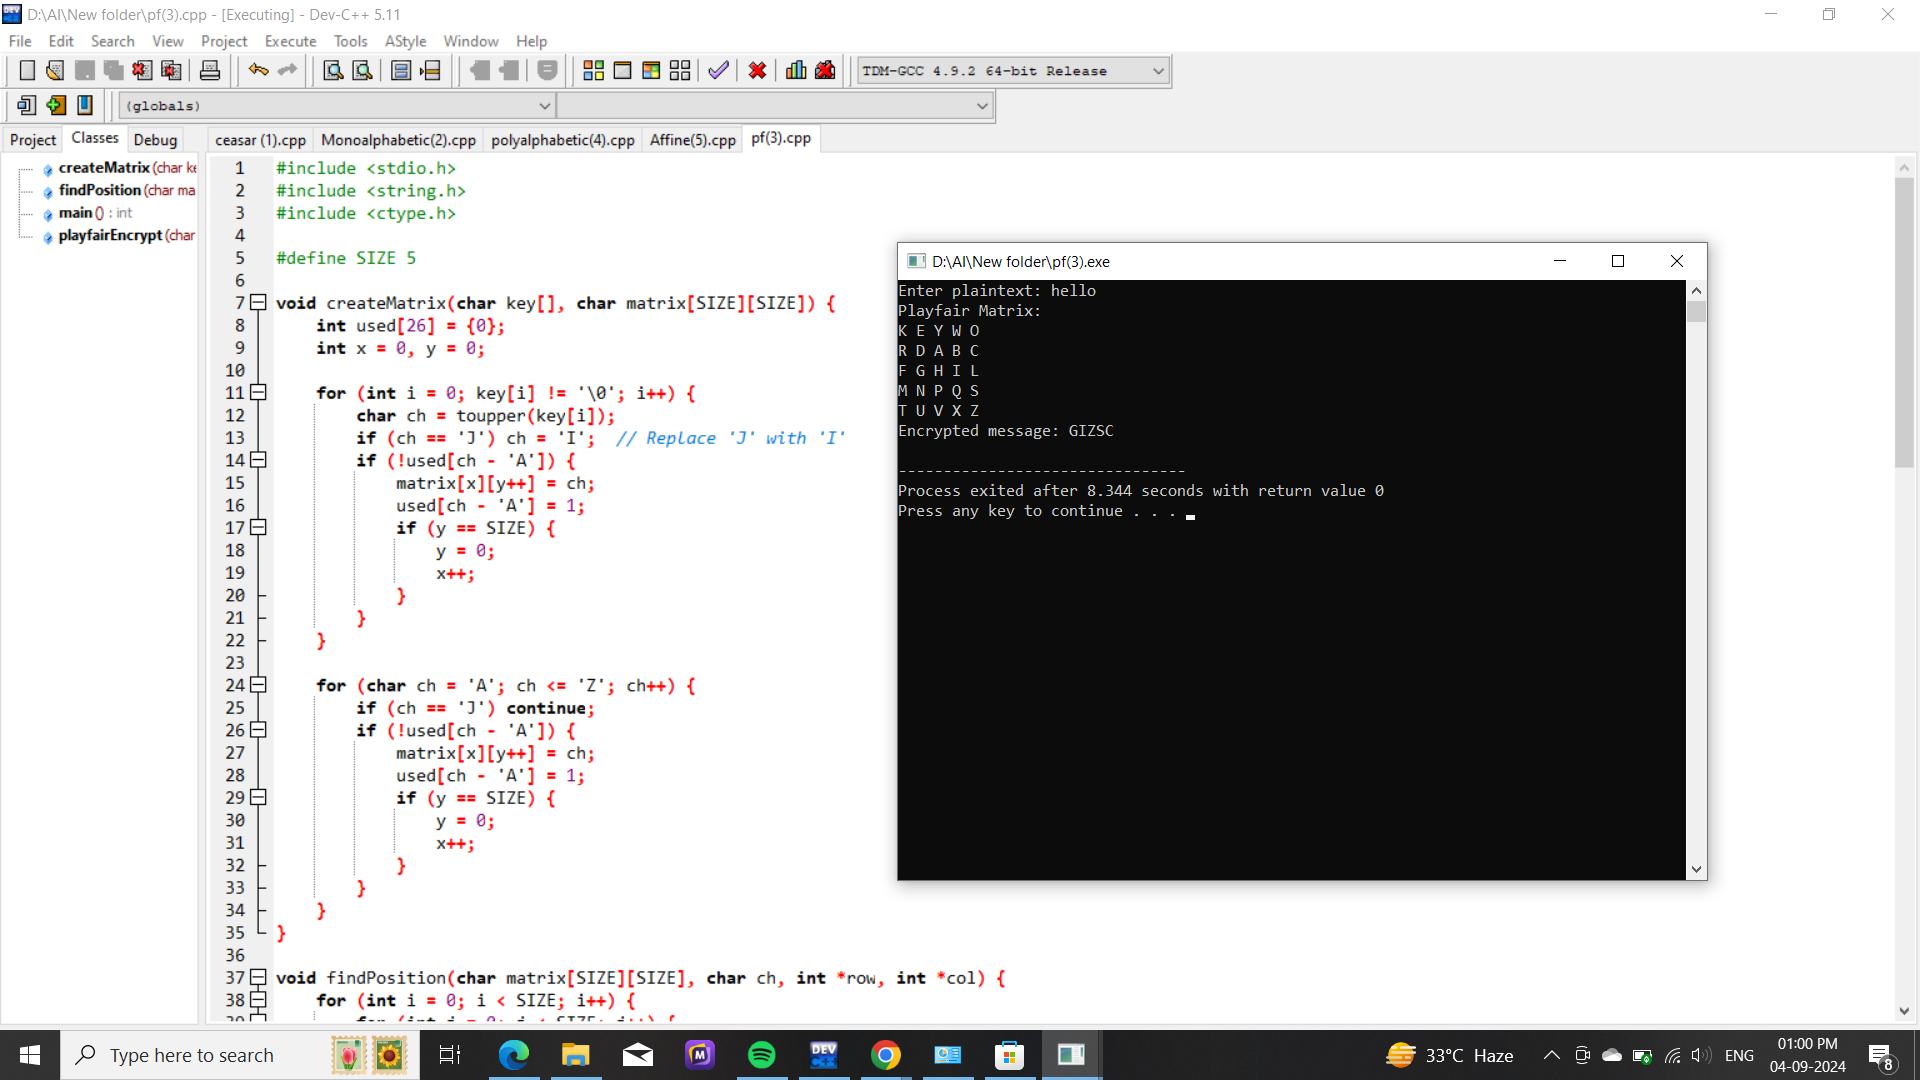 D:\AI\New folder\pf(3).cpp - [Executing] - Dev-C++ 5.11
File Edit Search View Project Execute Tools AStyle Window Help
TDM-GCC 4.9.2 64-bit Release
(globals)
Project Classes Debug
ceasar (1).cpp Monoalphabetic(2).cpp polyalphabetic(4).cpp Affine(5).cpp pf(3).cpp
createMatrix (char ke
findPosition (char ma
main () : int
playfairEncrypt (char
1 #include <stdio.h>
2 #include <string.h>
3 #include <ctype.h>
4
5 #define SIZE 5
6
7 void createMatrix(char key[], char matrix[SIZE][SIZE]) {
8 int used[26] = {0};
9 int x = 0, y = 0;
10
11 for (int i = 0; key[i] != '\0'; i++) {
12 char ch = toupper(key[i]);
13 if (ch == 'J') ch = 'I'; // Replace 'J' with 'I'
14 if (!used[ch - 'A']) {
15 matrix[x][y++] = ch;
16 used[ch - 'A'] = 1;
17 if (y == SIZE) {
18 y = 0;
19 x++;
20 }
21 }
22 }
23
24 for (char ch = 'A'; ch <= 'Z'; ch++) {
25 if (ch == 'J') continue;
26 if (!used[ch - 'A']) {
27 matrix[x][y++] = ch;
28 used[ch - 'A'] = 1;
29 if (y == SIZE) {
30 y = 0;
31 x++;
32 }
33 }
34 }
35 }
36
37 void findPosition(char matrix[SIZE][SIZE], char ch, int *row, int *col) {
38 for (int i = 0; i < SIZE; i++) {
D:\AI\New folder\pf(3).exe
Enter plaintext: hello
Playfair Matrix:
K E Y W O
R D A B C
F G H I L
M N P Q S
T U V X Z
Encrypted message: GIZSC
--------------------------------
Process exited after 8.344 seconds with return value 0
Press any key to continue . . .
Type here to search
DEV
33°C Haze
ENG
01:00 PM
04-09-2024
8